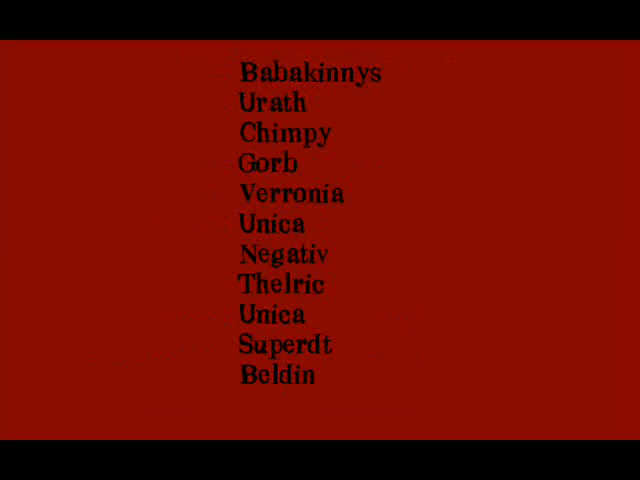 Babakinnys
Urath
Chimpy
Gorb
Verronia
Unica
Negativ
Thelric
Unica
Superdt
Beldin